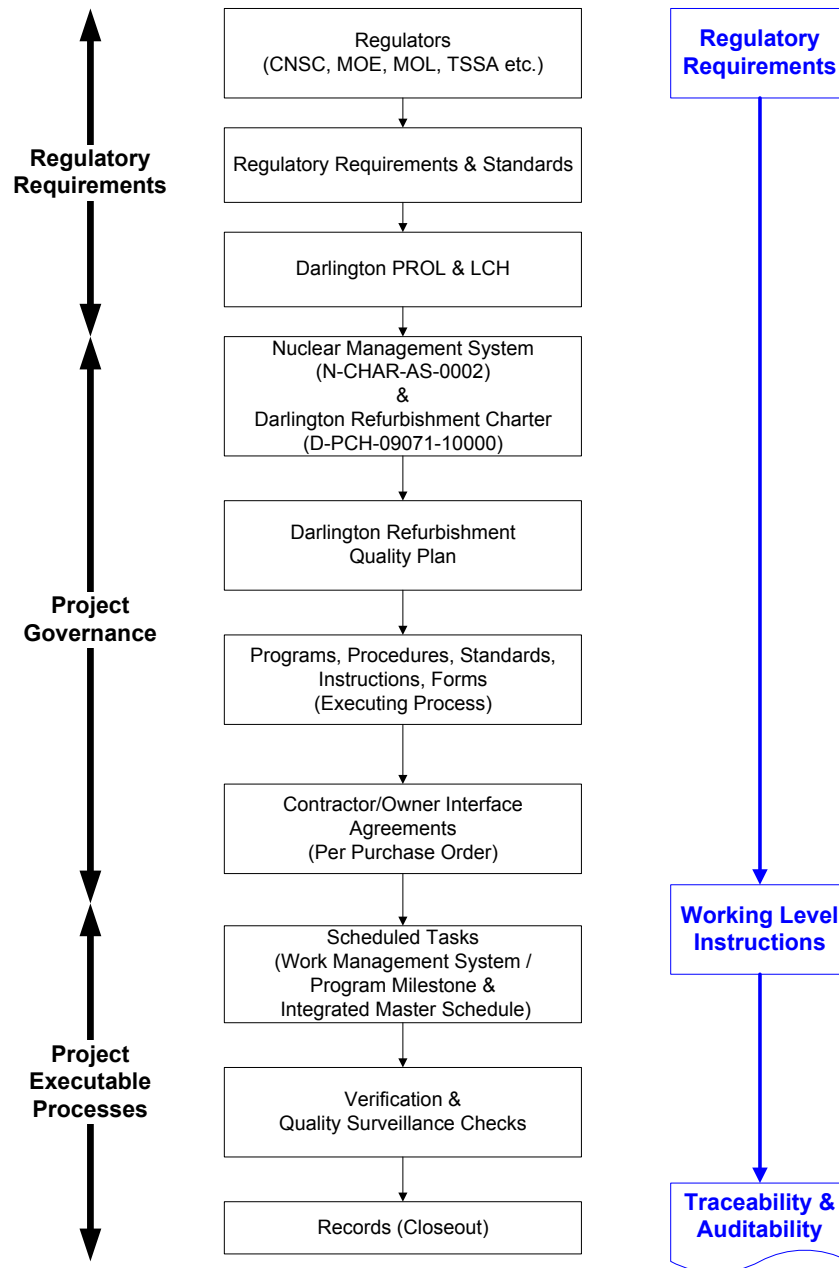 Regulators
(CNSC, MOE, MOL, TSSA etc.)
Regulatory
Requirements
Regulatory
Requirements
Regulatory Requirements & Standards
Darlington PROL & LCH
Nuclear Management System
(N-CHAR-AS-0002)
&
Darlington Refurbishment Charter
(D-PCH-09071-10000)
Darlington Refurbishment
Quality Plan
Project
Governance
Programs, Procedures, Standards,
Instructions, Forms
(Executing Process)
Contractor/Owner Interface
Agreements
(Per Purchase Order)
Scheduled Tasks
(Work Management System /
Program Milestone &
Integrated Master Schedule)
Working Level
Instructions
Project
Executable
Processes
Verification &
Quality Surveillance Checks
Records (Closeout)
Traceability &
Auditability